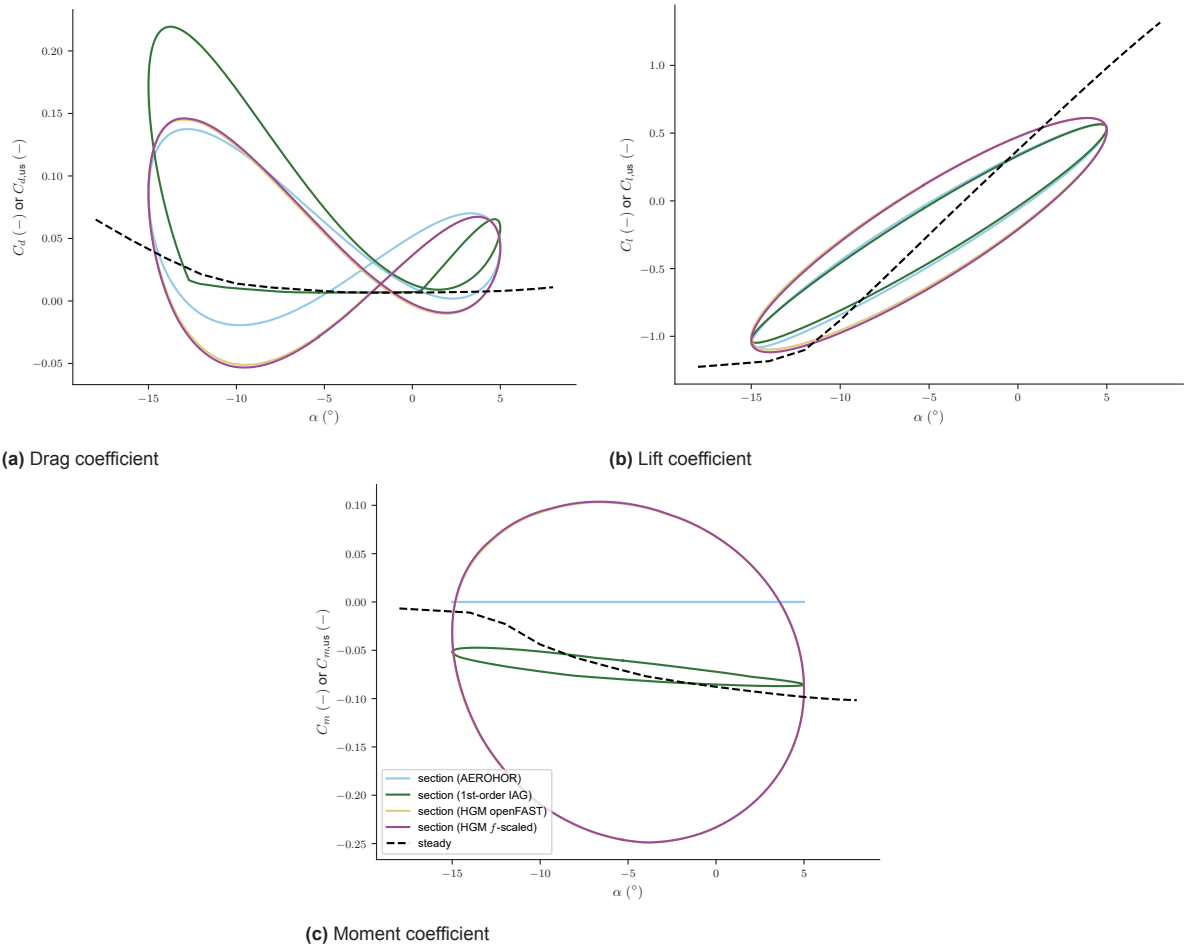 0.20
0.15
0.10
0.05
0.00
−0.05
C_d (−) or C_{d,us} (−)
−15 −10 −5 0 5
α (°)
(a) Drag coefficient
1.0
0.5
0.0
−0.5
−1.0
C_l (−) or C_{l,us} (−)
−15 −10 −5 0 5
α (°)
(b) Lift coefficient
0.10
0.05
0.00
−0.05
−0.10
−0.15
−0.20
−0.25
C_m (−) or C_{m,us} (−)
section (AEROHOR)
section (1st-order IAG)
section (HGM openFAST)
section (HGM f-scaled)
steady
−15 −10 −5 0 5
α (°)
(c) Moment coefficient